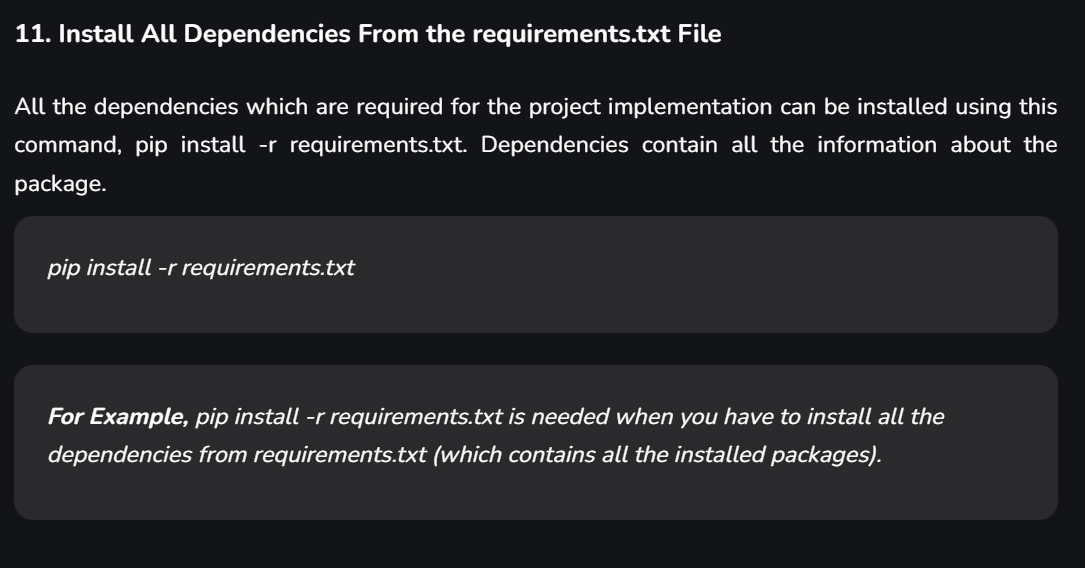 11. Install All Dependencies From the requirements.txt File
All the dependencies which are required for the project implementation can be installed using this
command, pip install -r requirements.txt. Dependencies contain all the information about the
package.
pip install -r requirements.txt
For Example, pip install -r requirements.txt is needed when you have to install all the
dependencies from requirements.txt (which contains all the installed packages).